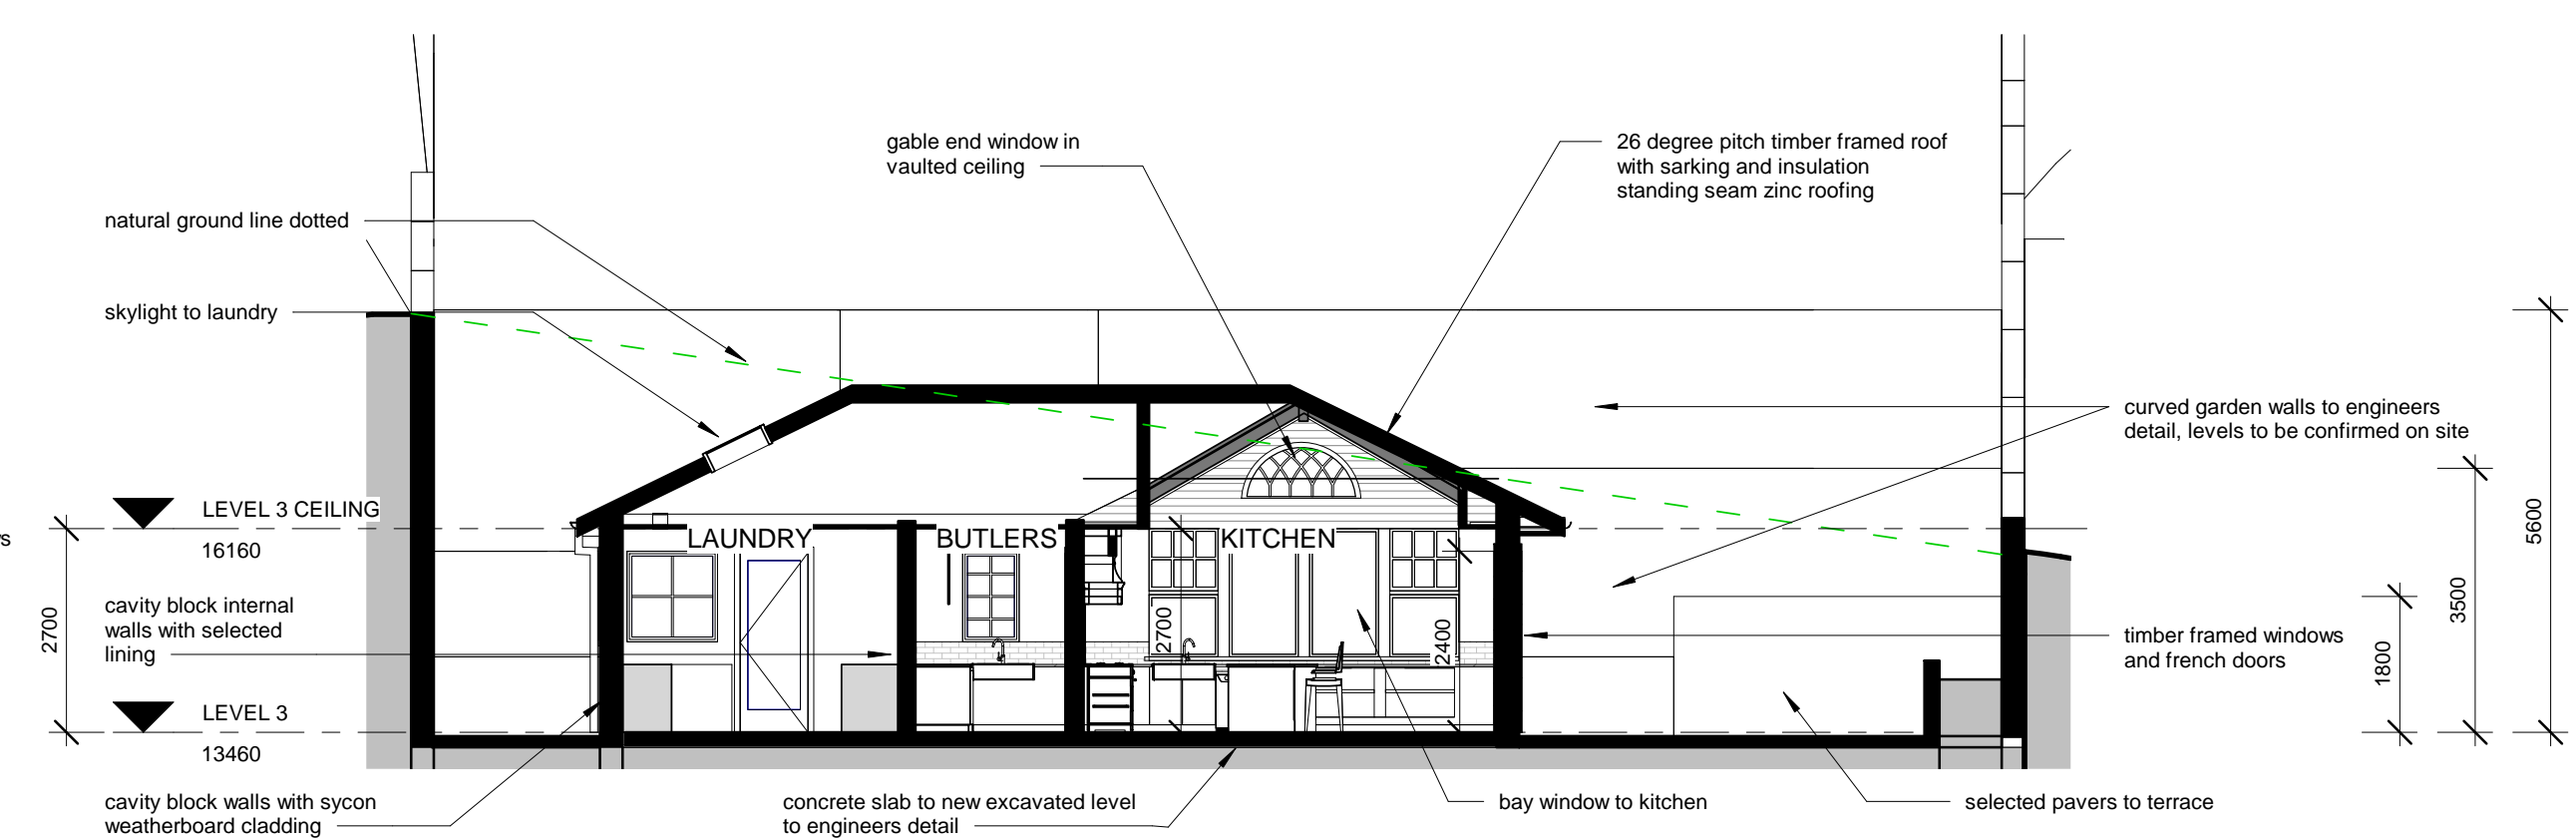 gable end window in
vaulted ceiling
26 degree pitch timber framed roof
with sarking and insulation
standing seam zinc roofing
natural ground line dotted
skylight to laundry
curved garden walls to engineers
detail, levels to be confirmed on site
LEVEL 3 CEILING
16160
LAUNDRY
BUTLERS
KITCHEN
5600
3500
1800
2700
2700
2400
cavity block internal
walls with selected
lining
timber framed windows
and french doors
LEVEL 3
13460
cavity block walls with sycon
weatherboard cladding
concrete slab to new excavated level
to engineers detail
bay window to kitchen
selected pavers to terrace